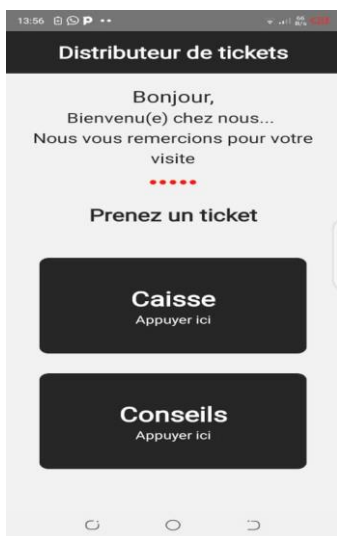 13:56
Distributeur de tickets
Bonjour,
Bienvenu(e) chez nous...
Nous vous remercions pour votre
visite
Prenez un ticket
Caisse
Appuyer ici
Conseils
Appuyer ici